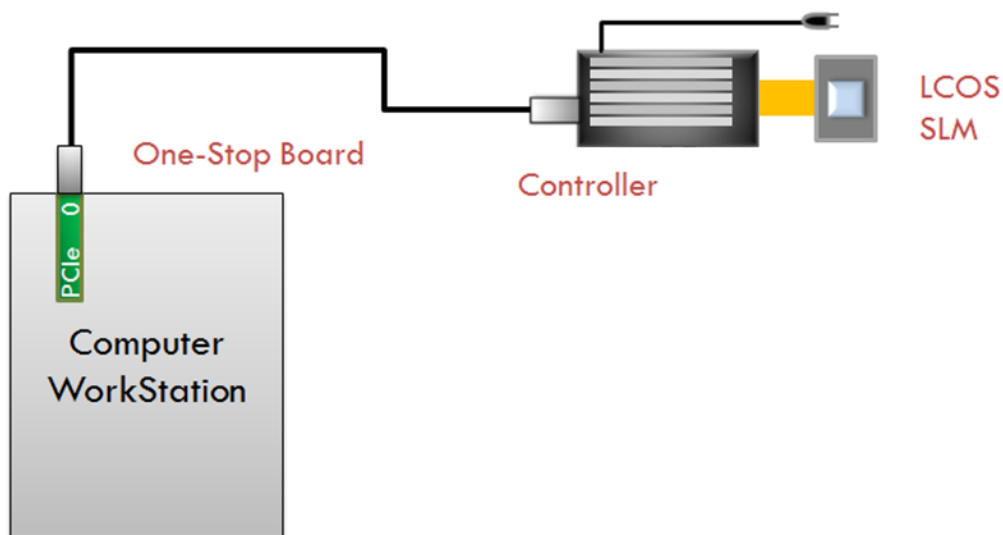 LCOS
SLM
One-Stop Board
Controller
PCIe 0
Computer
WorkStation